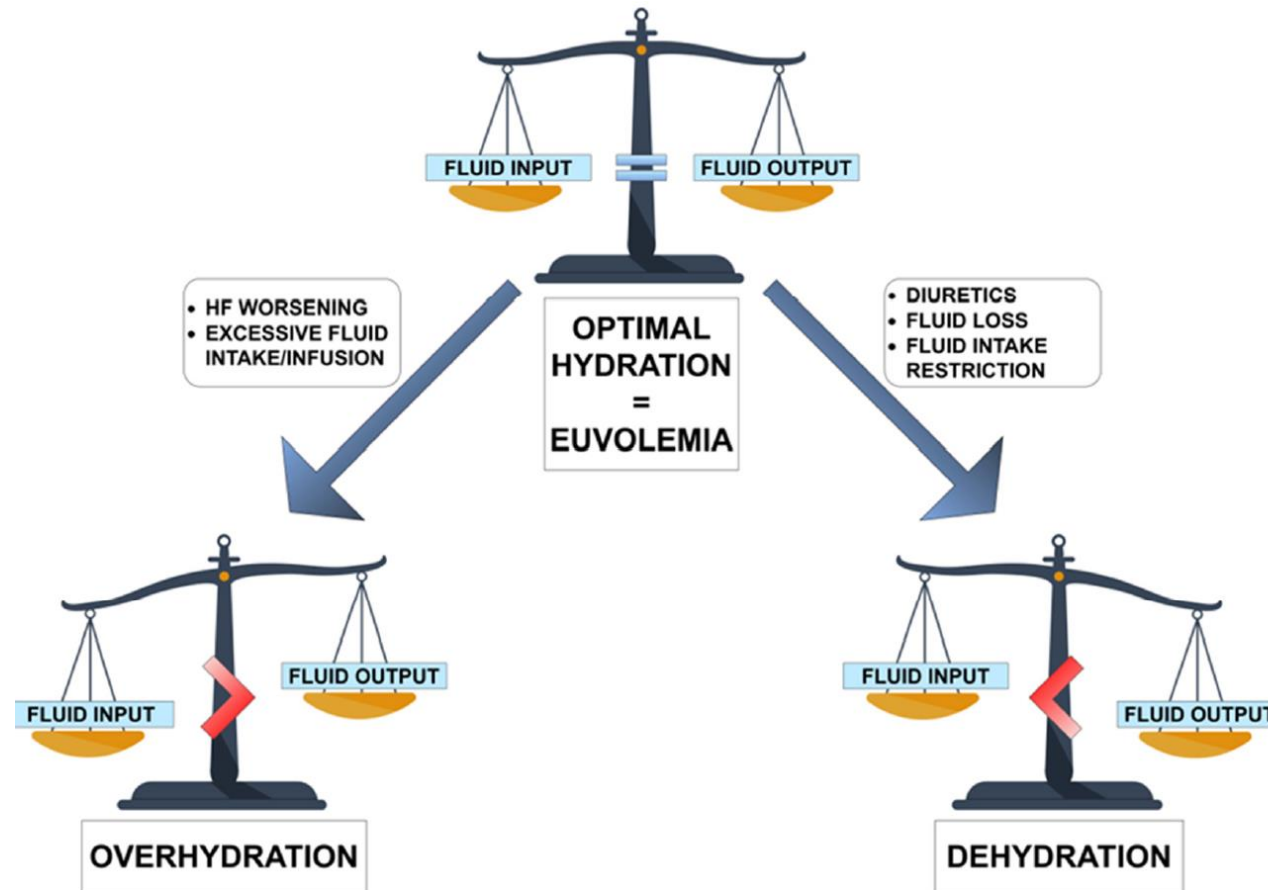 FLUID INPUT
FLUID OUTPUT
• HF WORSENING
• EXCESSIVE FLUID
INTAKE/INFUSION
OPTIMAL
HYDRATION
=
EUVOLEMIA
• DIURETICS
• FLUID LOSS
• FLUID INTAKE
RESTRICTION
FLUID INPUT
FLUID OUTPUT
OVERHYDRATION
FLUID INPUT
FLUID OUTPUT
DEHYDRATION